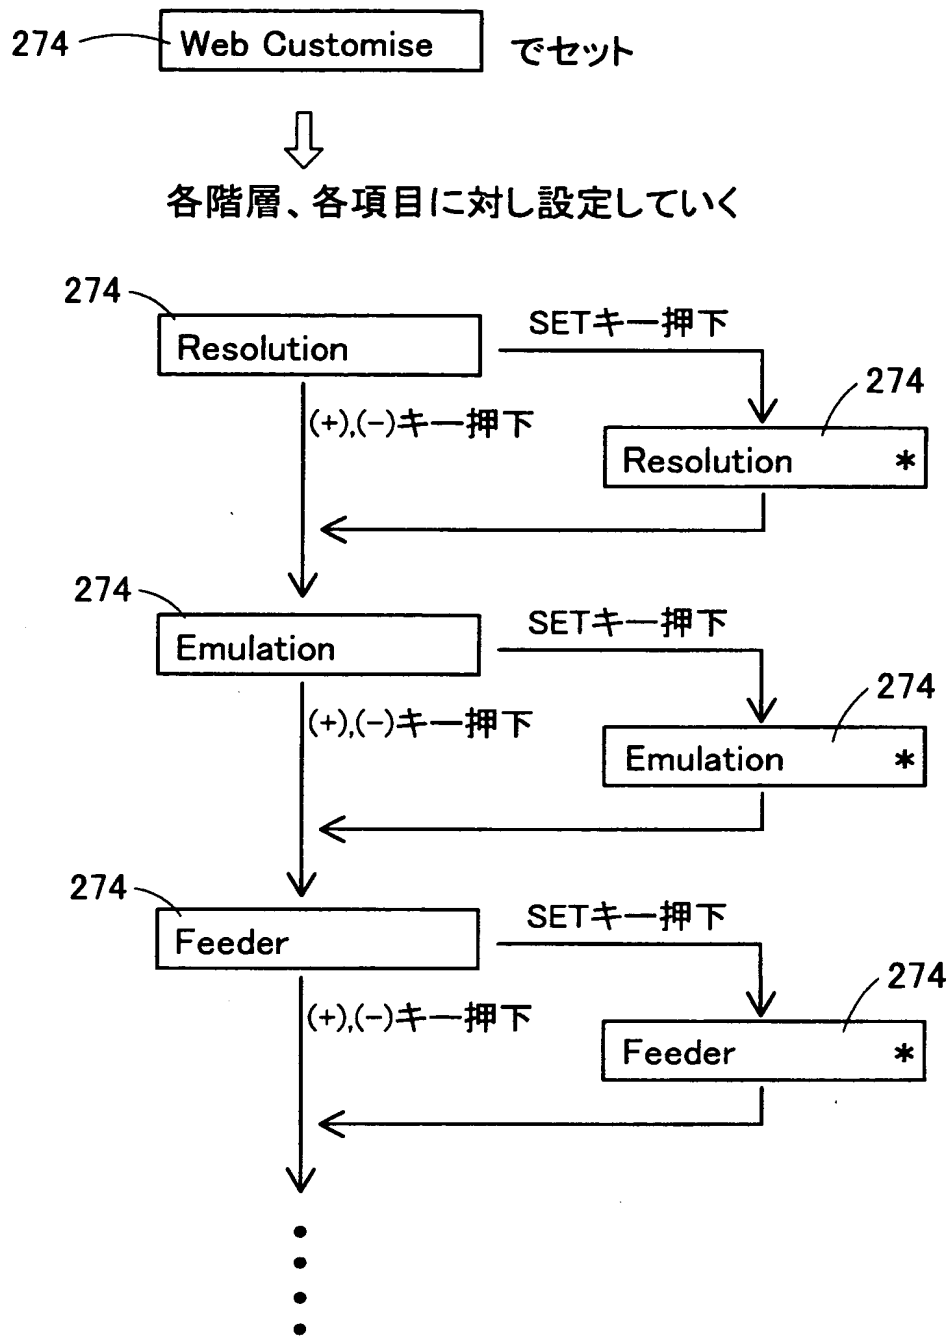 274 Web Customise でセット
各階層、各項目に対し設定していく
274
Resolution
SETキー押下
274
(+),(-)キー押下
Resolution *
274
Emulation
SETキー押下
274
(+),(-)キー押下
Emulation *
274
Feeder
SETキー押下
274
(+),(-)キー押下
Feeder *